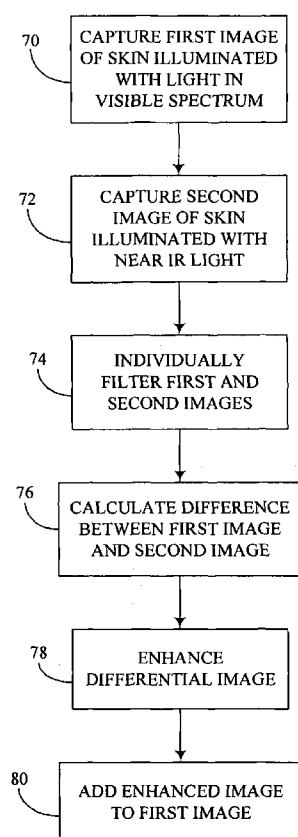 70
CAPTURE FIRST IMAGE
OF SKIN ILLUMINATED
WITH LIGHT IN
VISIBLE SPECTRUM
72
CAPTURE SECOND
IMAGE OF SKIN
ILLUMINATED WITH
NEAR IR LIGHT
74
INDIVIDUALLY
FILTER FIRST AND
SECOND IMAGES
76
CALCULATE DIFFERENCE
BETWEEN FIRST IMAGE
AND SECOND IMAGE
78
ENHANCE
DIFFERENTIAL IMAGE
80
ADD ENHANCED IMAGE
TO FIRST IMAGE